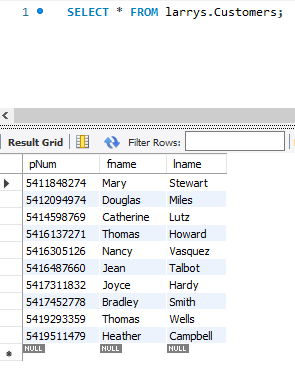 1 SELECT * FROM larrys.Customers;
Result Grid Filter Rows:
pNum fname lname
5411848274 Mary Stewart
5412094974 Douglas Miles
5414598769 Catherine Lutz
5416137271 Thomas Howard
5416305126 Nancy Vasquez
5416487660 Jean Talbot
5417311832 Joyce Hardy
5417452778 Bradley Smith
5419293359 Thomas Wells
5419511479 Heather Campbell
NULL NULL NULL